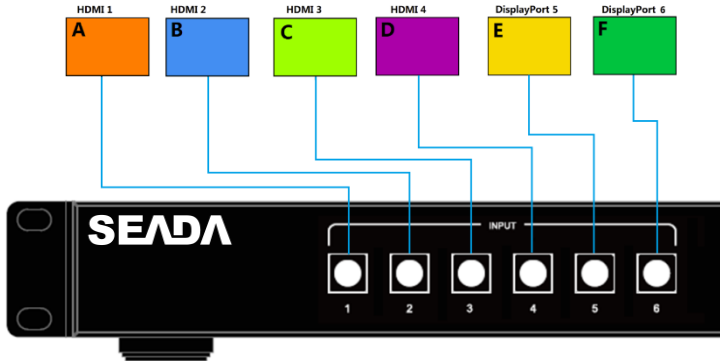 HDMI 1 HDMI 2 HDMI 3 HDMI 4 DisplayPort 5 DisplayPort 6
A B C D E F
SEADA
INPUT
1 2 3 4 5 6